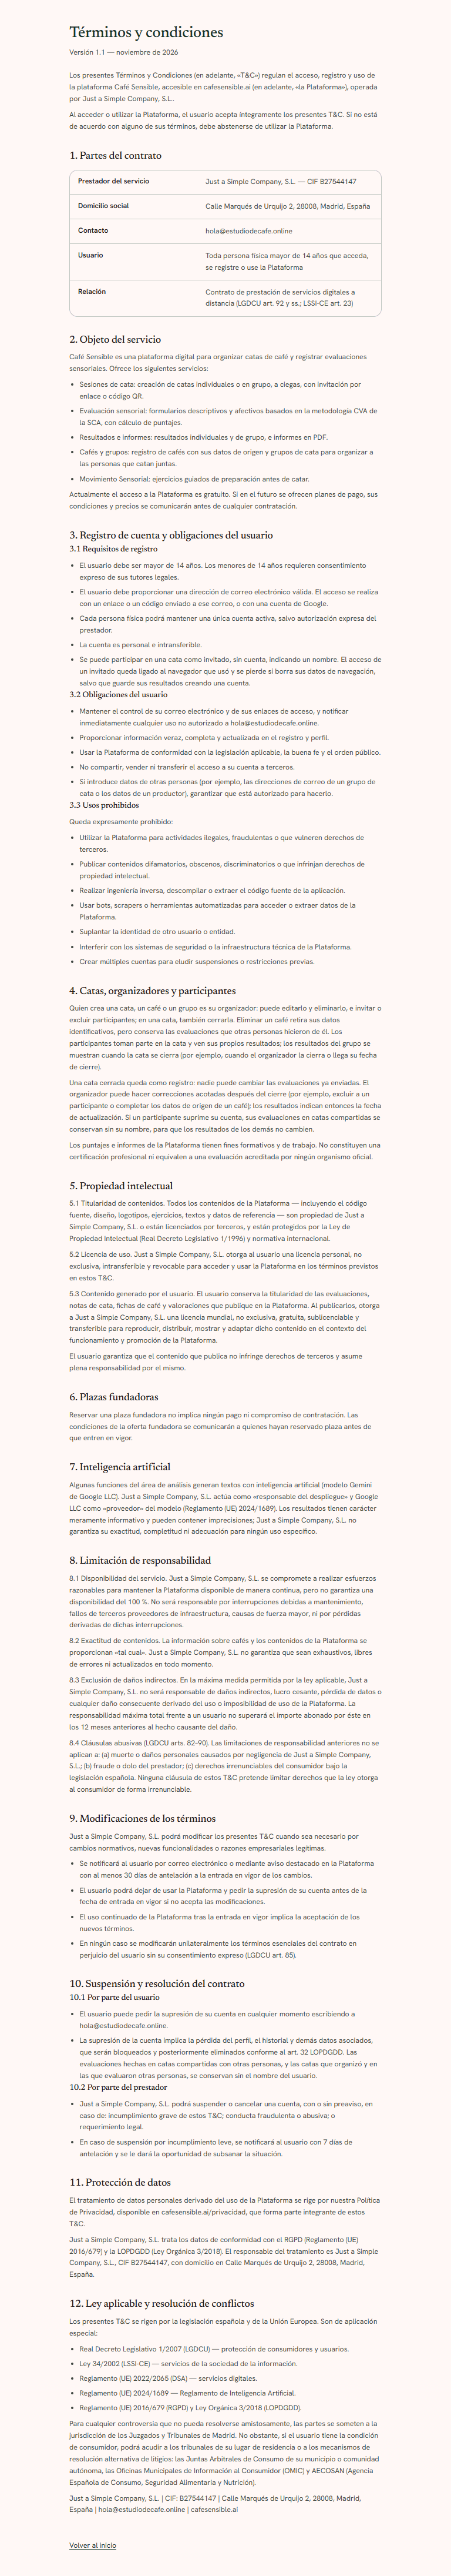 Términos y condiciones
Versión 1.1 — noviembre de 2026
Los presentes Términos y Condiciones (en adelante, «T&C») regulan el acceso, registro y uso de
la plataforma Café Sensible, accesible en cafesensible.ai (en adelante, «la Plataforma»), operada
por Just a Simple Company, S.L..
Al acceder o utilizar la Plataforma, el usuario acepta íntegramente los presentes T&C. Si no está
de acuerdo con alguno de sus términos, debe abstenerse de utilizar la Plataforma.
1. Partes del contrato
Prestador del servicio Just a Simple Company, S.L. — CIF B27544147
Domicilio social Calle Marqués de Urquijo 2, 28008, Madrid, España
Contacto hola@estudiodecafe.online
Usuario Toda persona física mayor de 14 años que acceda,
se registre o use la Plataforma
Relación Contrato de prestación de servicios digitales a
distancia (LGDCU art. 92 y ss.; LSSI-CE art. 23)
2. Objeto del servicio
Café Sensible es una plataforma digital para organizar catas de café y registrar evaluaciones
sensoriales. Ofrece los siguientes servicios:
• Sesiones de cata: creación de catas individuales o en grupo, a ciegas, con invitación por
enlace o código QR.
• Evaluación sensorial: formularios descriptivos y afectivos basados en la metodología CVA de
la SCA, con cálculo de puntajes.
• Resultados e informes: resultados individuales y de grupo, e informes en PDF.
• Cafés y grupos: registro de cafés con sus datos de origen y grupos de cata para organizar a
las personas que catan juntas.
• Movimiento Sensorial: ejercicios guiados de preparación antes de catar.
Actualmente el acceso a la Plataforma es gratuito. Si en el futuro se ofrecen planes de pago, sus
condiciones y precios se comunicarán antes de cualquier contratación.
3. Registro de cuenta y obligaciones del usuario
3.1 Requisitos de registro
• El usuario debe ser mayor de 14 años. Los menores de 14 años requieren consentimiento
expreso de sus tutores legales.
• El usuario debe proporcionar una dirección de correo electrónico válida. El acceso se realiza
con un enlace o un código enviado a ese correo, o con una cuenta de Google.
• Cada persona física podrá mantener una única cuenta activa, salvo autorización expresa del
prestador.
• La cuenta es personal e intransferible.
• Se puede participar en una cata como invitado, sin cuenta, indicando un nombre. El acceso de
un invitado queda ligado al navegador que usó y se pierde si borra sus datos de navegación,
salvo que guarde sus resultados creando una cuenta.
3.2 Obligaciones del usuario
• Mantener el control de su correo electrónico y de sus enlaces de acceso, y notificar
inmediatamente cualquier uso no autorizado a hola@estudiodecafe.online.
• Proporcionar información veraz, completa y actualizada en el registro y perfil.
• Usar la Plataforma de conformidad con la legislación aplicable, la buena fe y el orden público.
• No compartir, vender ni transferir el acceso a su cuenta a terceros.
• Si introduce datos de otras personas (por ejemplo, las direcciones de correo de un grupo de
cata o los datos de un productor), garantizar que está autorizado para hacerlo.
3.3 Usos prohibidos
Queda expresamente prohibido:
• Utilizar la Plataforma para actividades ilegales, fraudulentas o que vulneren derechos de
terceros.
• Publicar contenidos difamatorios, obscenos, discriminatorios o que infrinjan derechos de
propiedad intelectual.
• Realizar ingeniería inversa, descompilar o extraer el código fuente de la aplicación.
• Usar bots, scrapers o herramientas automatizadas para acceder o extraer datos de la
Plataforma.
• Suplantar la identidad de otro usuario o entidad.
• Interferir con los sistemas de seguridad o la infraestructura técnica de la Plataforma.
• Crear múltiples cuentas para eludir suspensiones o restricciones previas.
4. Catas, organizadores y participantes
Quien crea una cata, un café o un grupo es su organizador: puede editarlo y eliminarlo, e invitar o
excluir participantes; en una cata, también cerrarla. Eliminar un café retira sus datos
identificativos, pero conserva las evaluaciones que otras personas hicieron de él. Los
participantes toman parte en la cata y ven sus propios resultados; los resultados del grupo se
muestran cuando la cata se cierra (por ejemplo, cuando el organizador la cierra o llega su fecha
de cierre).
Una cata cerrada queda como registro: nadie puede cambiar las evaluaciones ya enviadas. El
organizador puede hacer correcciones acotadas después del cierre (por ejemplo, excluir a un
participante o completar los datos de origen de un café); los resultados indican entonces la fecha
de actualización. Si un participante suprime su cuenta, sus evaluaciones en catas compartidas se
conservan sin su nombre, para que los resultados de los demás no cambien.
Los puntajes e informes de la Plataforma tienen fines formativos y de trabajo. No constituyen una
certificación profesional ni equivalen a una evaluación acreditada por ningún organismo oficial.
5. Propiedad intelectual
5.1 Titularidad de contenidos. Todos los contenidos de la Plataforma — incluyendo el código
fuente, diseño, logotipos, ejercicios, textos y datos de referencia — son propiedad de Just a
Simple Company, S.L. o están licenciados por terceros, y están protegidos por la Ley de
Propiedad Intelectual (Real Decreto Legislativo 1/1996) y normativa internacional.
5.2 Licencia de uso. Just a Simple Company, S.L. otorga al usuario una licencia personal, no
exclusiva, intransferible y revocable para acceder y usar la Plataforma en los términos previstos
en estos T&C.
5.3 Contenido generado por el usuario. El usuario conserva la titularidad de las evaluaciones,
notas de cata, fichas de café y valoraciones que publique en la Plataforma. Al publicarlos, otorga
a Just a Simple Company, S.L. una licencia mundial, no exclusiva, gratuita, sublicenciable y
transferible para reproducir, distribuir, mostrar y adaptar dicho contenido en el contexto del
funcionamiento y promoción de la Plataforma.
El usuario garantiza que el contenido que publica no infringe derechos de terceros y asume
plena responsabilidad por el mismo.
6. Plazas fundadoras
Reservar una plaza fundadora no implica ningún pago ni compromiso de contratación. Las
condiciones de la oferta fundadora se comunicarán a quienes hayan reservado plaza antes de
que entren en vigor.
7. Inteligencia artificial
Algunas funciones del área de análisis generan textos con inteligencia artificial (modelo Gemini
de Google LLC). Just a Simple Company, S.L. actúa como «responsable del despliegue» y Google
LLC como «proveedor» del modelo (Reglamento (UE) 2024/1689). Los resultados tienen carácter
meramente informativo y pueden contener imprecisiones; Just a Simple Company, S.L. no
garantiza su exactitud, completitud ni adecuación para ningún uso específico.
8. Limitación de responsabilidad
8.1 Disponibilidad del servicio. Just a Simple Company, S.L. se compromete a realizar esfuerzos
razonables para mantener la Plataforma disponible de manera continua, pero no garantiza una
disponibilidad del 100 %. No será responsable por interrupciones debidas a mantenimiento,
fallos de terceros proveedores de infraestructura, causas de fuerza mayor, ni por pérdidas
derivadas de dichas interrupciones.
8.2 Exactitud de contenidos. La información sobre cafés y los contenidos de la Plataforma se
proporcionan «tal cual». Just a Simple Company, S.L. no garantiza que sean exhaustivos, libres
de errores ni actualizados en todo momento.
8.3 Exclusión de daños indirectos. En la máxima medida permitida por la ley aplicable, Just a
Simple Company, S.L. no será responsable de daños indirectos, lucro cesante, pérdida de datos o
cualquier daño consecuente derivado del uso o imposibilidad de uso de la Plataforma. La
responsabilidad máxima total frente a un usuario no superará el importe abonado por éste en
los 12 meses anteriores al hecho causante del daño.
8.4 Cláusulas abusivas (LGDCU arts. 82-90). Las limitaciones de responsabilidad anteriores no se
aplican a: (a) muerte o daños personales causados por negligencia de Just a Simple Company,
S.L.; (b) fraude o dolo del prestador; (c) derechos irrenunciables del consumidor bajo la
legislación española. Ninguna cláusula de estos T&C pretende limitar derechos que la ley otorga
al consumidor de forma irrenunciable.
9. Modificaciones de los términos
Just a Simple Company, S.L. podrá modificar los presentes T&C cuando sea necesario por
cambios normativos, nuevas funcionalidades o razones empresariales legítimas.
• Se notificará al usuario por correo electrónico o mediante aviso destacado en la Plataforma
con al menos 30 días de antelación a la entrada en vigor de los cambios.
• El usuario podrá dejar de usar la Plataforma y pedir la supresión de su cuenta antes de la
fecha de entrada en vigor si no acepta las modificaciones.
• El uso continuado de la Plataforma tras la entrada en vigor implica la aceptación de los
nuevos términos.
• En ningún caso se modificarán unilateralmente los términos esenciales del contrato en
perjuicio del usuario sin su consentimiento expreso (LGDCU art. 85).
10. Suspensión y resolución del contrato
10.1 Por parte del usuario
• El usuario puede pedir la supresión de su cuenta en cualquier momento escribiendo a
hola@estudiodecafe.online.
• La supresión de la cuenta implica la pérdida del perfil, el historial y demás datos asociados,
que serán bloqueados y posteriormente eliminados conforme al art. 32 LOPDGDD. Las
evaluaciones hechas en catas compartidas con otras personas, y las catas que organizó y en
las que evaluaron otras personas, se conservan sin el nombre del usuario.
10.2 Por parte del prestador
• Just a Simple Company, S.L. podrá suspender o cancelar una cuenta, con o sin preaviso, en
caso de: incumplimiento grave de estos T&C; conducta fraudulenta o abusiva; o
requerimiento legal.
• En caso de suspensión por incumplimiento leve, se notificará al usuario con 7 días de
antelación y se le dará la oportunidad de subsanar la situación.
11. Protección de datos
El tratamiento de datos personales derivado del uso de la Plataforma se rige por nuestra Política
de Privacidad, disponible en cafesensible.ai/privacidad, que forma parte integrante de estos
T&C.
Just a Simple Company, S.L. trata los datos de conformidad con el RGPD (Reglamento (UE)
2016/679) y la LOPDGDD (Ley Orgánica 3/2018). El responsable del tratamiento es Just a Simple
Company, S.L., CIF B27544147, con domicilio en Calle Marqués de Urquijo 2, 28008, Madrid,
España.
12. Ley aplicable y resolución de conflictos
Los presentes T&C se rigen por la legislación española y de la Unión Europea. Son de aplicación
especial:
• Real Decreto Legislativo 1/2007 (LGDCU) — protección de consumidores y usuarios.
• Ley 34/2002 (LSSI-CE) — servicios de la sociedad de la información.
• Reglamento (UE) 2022/2065 (DSA) — servicios digitales.
• Reglamento (UE) 2024/1689 — Reglamento de Inteligencia Artificial.
• Reglamento (UE) 2016/679 (RGPD) y Ley Orgánica 3/2018 (LOPDGDD).
Para cualquier controversia que no pueda resolverse amistosamente, las partes se someten a la
jurisdicción de los Juzgados y Tribunales de Madrid. No obstante, si el usuario tiene la condición
de consumidor, podrá acudir a los tribunales de su lugar de residencia o a los mecanismos de
resolución alternativa de litigios: las Juntas Arbitrales de Consumo de su municipio o comunidad
autónoma, las Oficinas Municipales de Información al Consumidor (OMIC) y AECOSAN (Agencia
Española de Consumo, Seguridad Alimentaria y Nutrición).
Just a Simple Company, S.L. | CIF: B27544147 | Calle Marqués de Urquijo 2, 28008, Madrid,
España | hola@estudiodecafe.online | cafesensible.ai
Volver al inicio